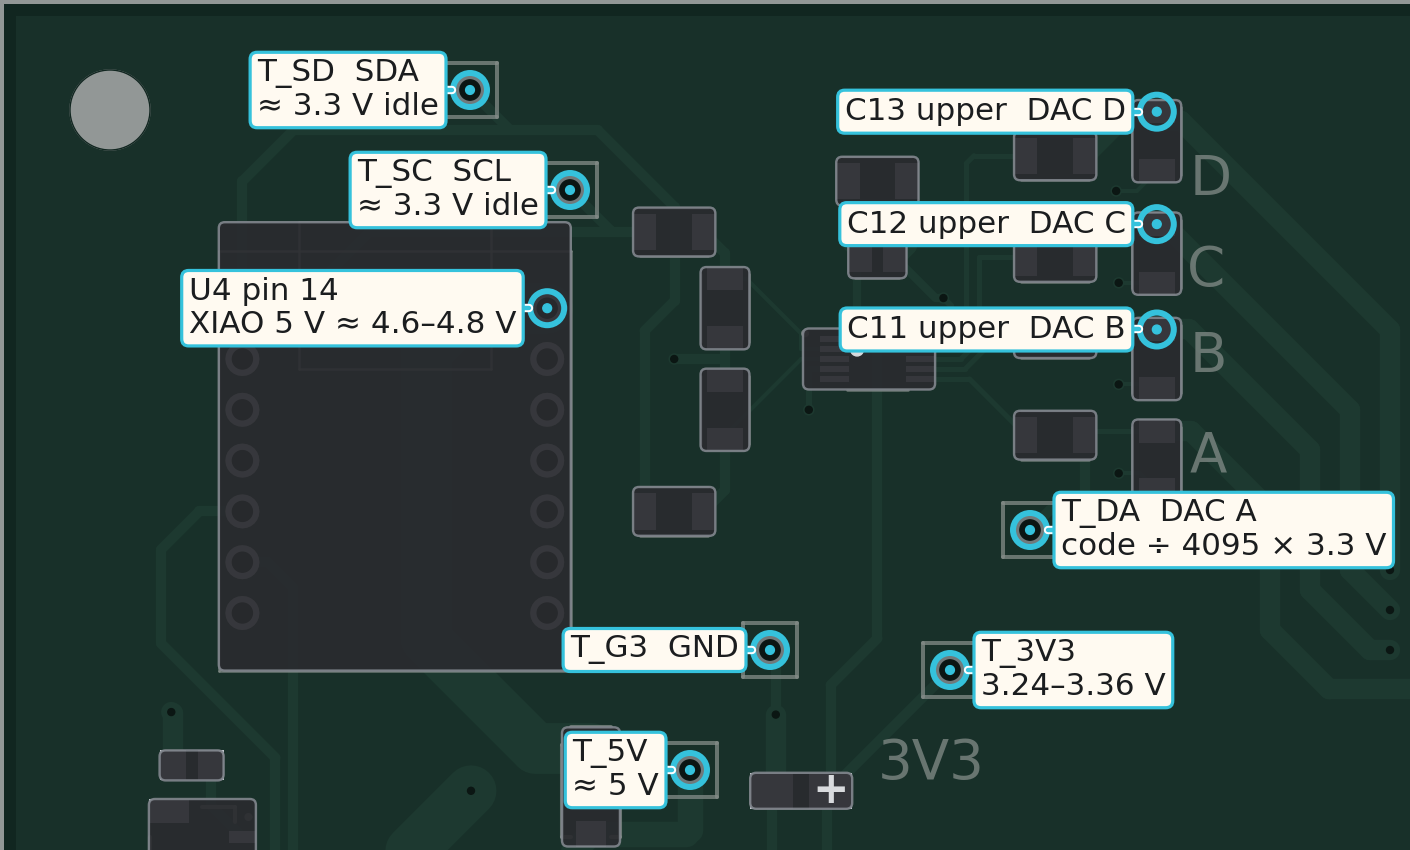 T_SD SDA
≈ 3.3 V idle
C13 upper DAC D
T_SC SCL
≈ 3.3 V idle
D
C12 upper DAC C
C
U4 pin 14
XIAO 5 V ≈ 4.6–4.8 V
C11 upper DAC B
B
A
T_DA DAC A
code ÷ 4095 × 3.3 V
T_G3 GND
T_3V3
3.24–3.36 V
T_5V
≈ 5 V
3V3
+